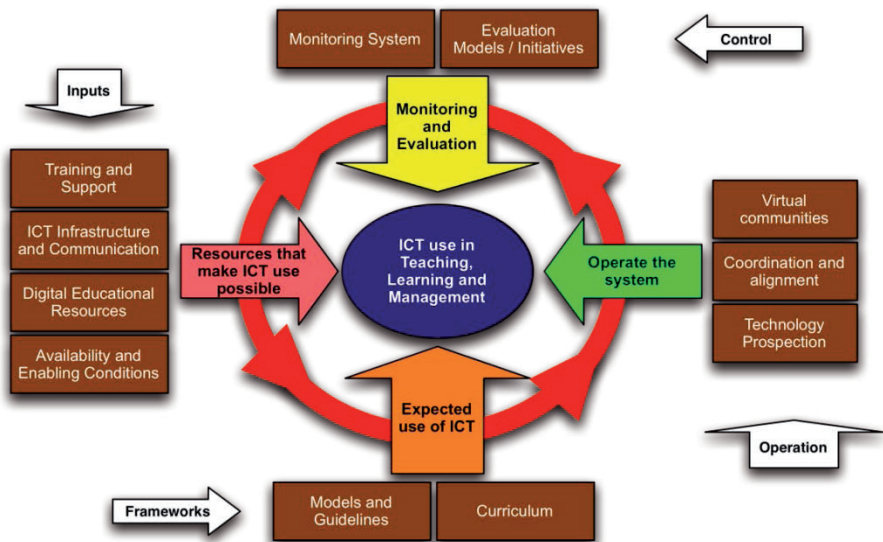 Monitoring System
Evaluation
Models / Initiatives
Control
Inputs
Monitoring
and
Evaluation
Training and
Support
ICT Infrastructure
and Communication
Digital Educational
Resources
Availability and
Enabling Conditions
Resources that
make ICT use
possible
ICT use in
Teaching,
Learning and
Management
Operate the
system
Virtual
communities
Coordination and
alignment
Technology
Prospection
Expected
use of ICT
Operation
Frameworks
Models and
Guidelines
Curriculum